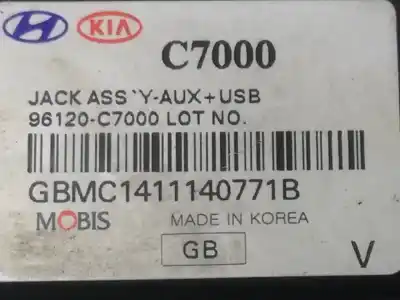 KIA
C7000
JACK ASS`Y-AUX+USB
96120-C7000 LOT NO.
GBMC1411140771B
MOBIS MADE IN KOREA
GB
V